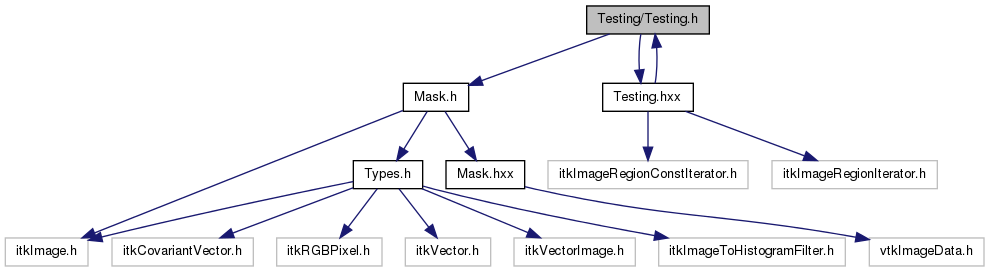 Testing/Testing.h
Mask.h
Testing.hxx
Types.h
Mask.hxx
itkImageRegionConstIterator.h
itkImageRegionIterator.h
itkImage.h
itkCovariantVector.h
itkRGBPixel.h
itkVector.h
itkVectorImage.h
itkImageToHistogramFilter.h
vtkImageData.h